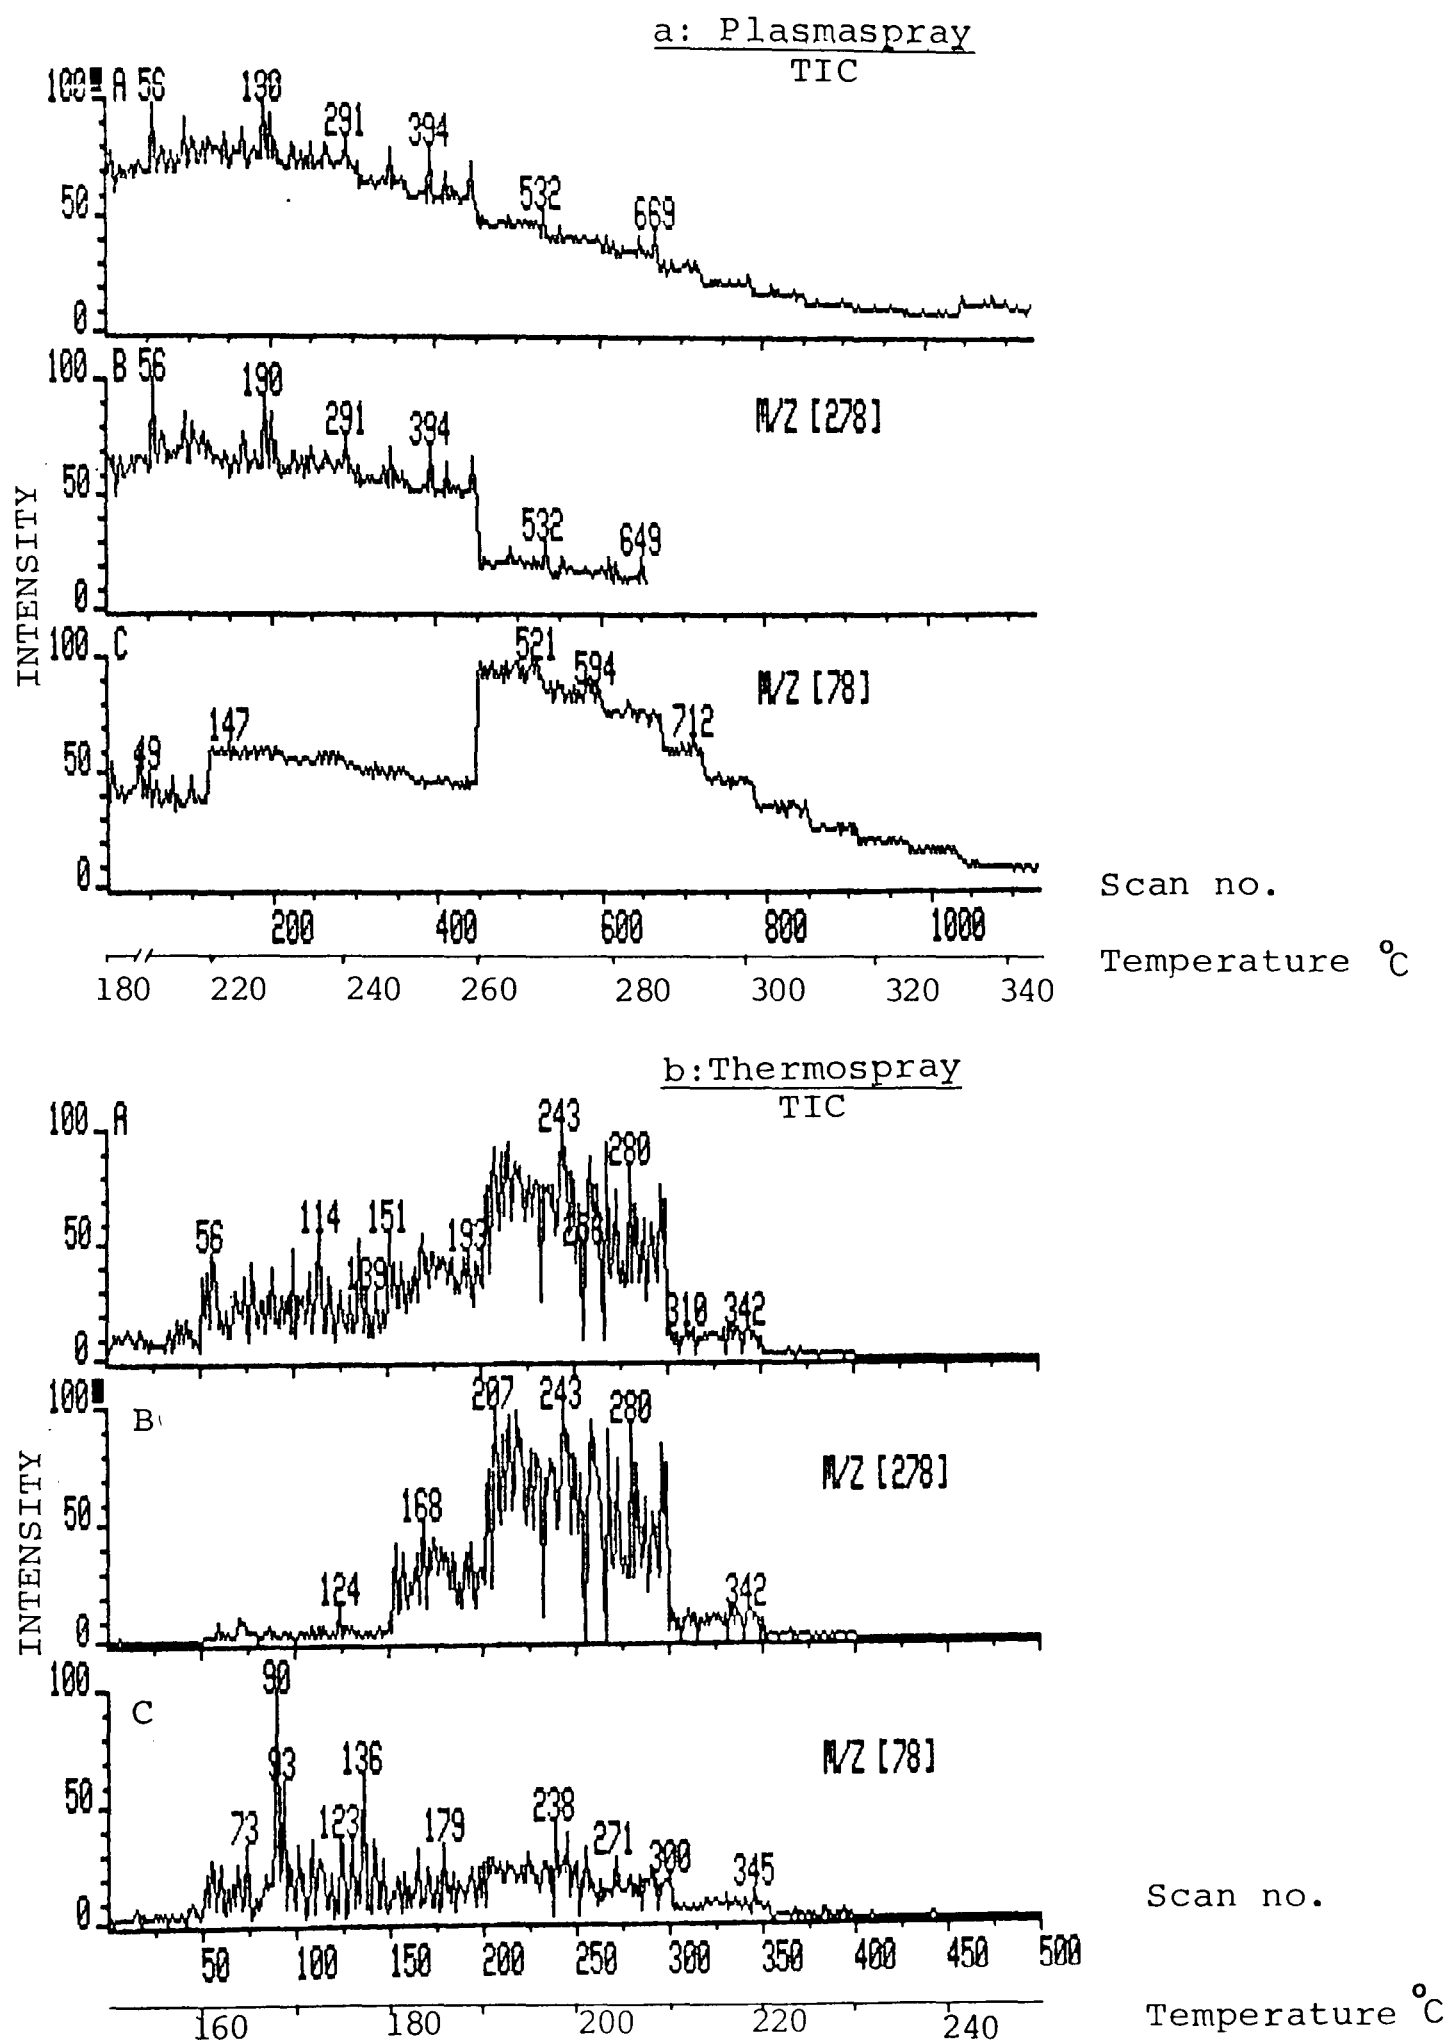 a: Plasmaspray
TIC
100 A 56 190 291 394 532 669
50
0
100 B 56 190 291 394 532 649 M/Z [278]
50
0
100 C 49 147 521 594 712 M/Z [78]
50
0
INTENSITY
200 400 600 800 1000 Scan no.
180 220 240 260 280 300 320 340 Temperature °C
b:Thermospray
TIC
100 A 56 114 139 151 193 243 280 310 342
50
0
100 B 124 168 207 243 280 342 M/Z [278]
50
0
100 C 73 90 93 123 136 179 238 271 300 345 M/Z [78]
50
0
INTENSITY
50 100 150 200 250 300 350 400 450 500 Scan no.
160 180 200 220 240 Temperature °C